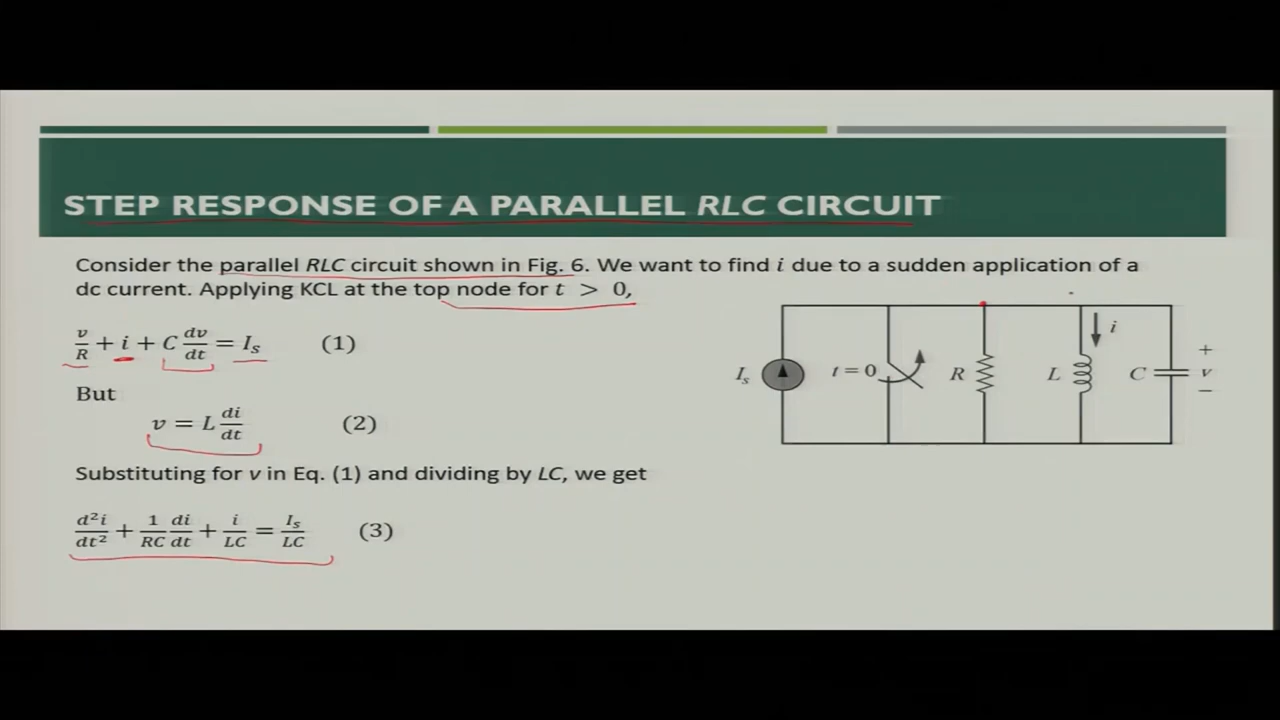 STEP RESPONSE OF A PARALLEL RLC CIRCUIT
Consider the parallel RLC circuit shown in Fig. 6. We want to find i due to a sudden application of a
dc current. Applying KCL at the top node for t > 0,
v/R + i + C dv/dt = Iₛ (1)
But
v = L di/dt (2)
Substituting for v in Eq. (1) and dividing by LC, we get
d²i/dt² + 1/RC di/dt + i/LC = Iₛ/LC (3)
Iₛ
t = 0
R
L
i
C
+
v
−